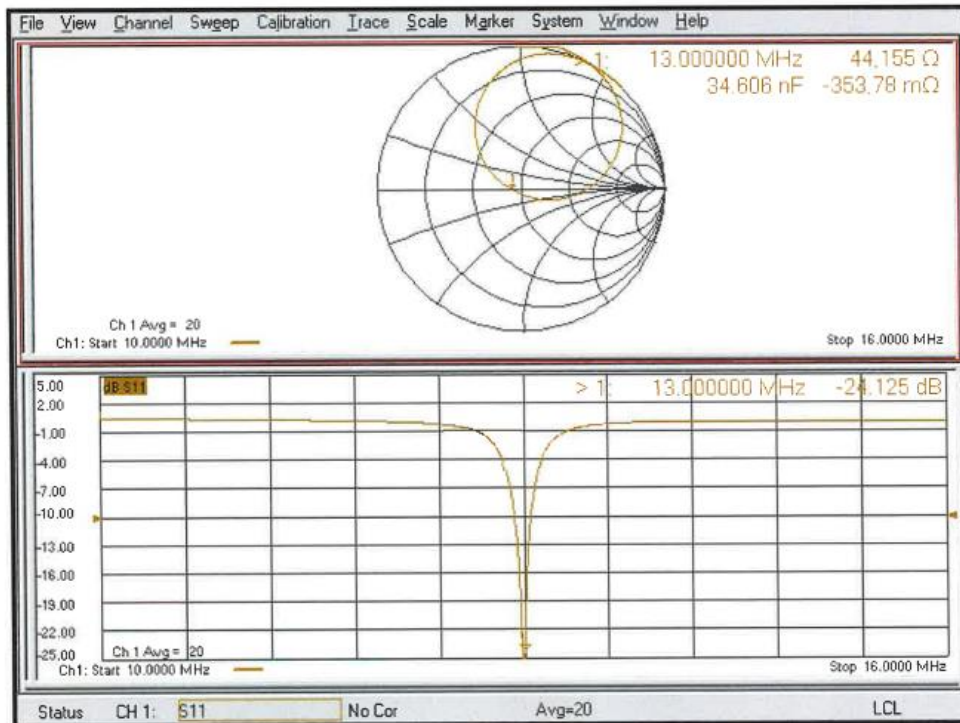 File View Channel Sweep Calibration Trace Scale Marker System Window Help
> 1: 13.000000 MHz 44.155 Ω
34.606 nF -353.78 mΩ
1
Ch 1 Avg = 20
Ch1: Start 10.0000 MHz
Stop 16.0000 MHz
5.00
dB S11
> 1: 13.000000 MHz -24.125 dB
2.00
-1.00
-4.00
-7.00
-10.00
-13.00
-16.00
-19.00
-22.00
-25.00
Ch 1 Avg = 20
Ch1: Start 10.0000 MHz
Stop 16.0000 MHz
Status CH 1: S11 No Cor Avg=20 LCL